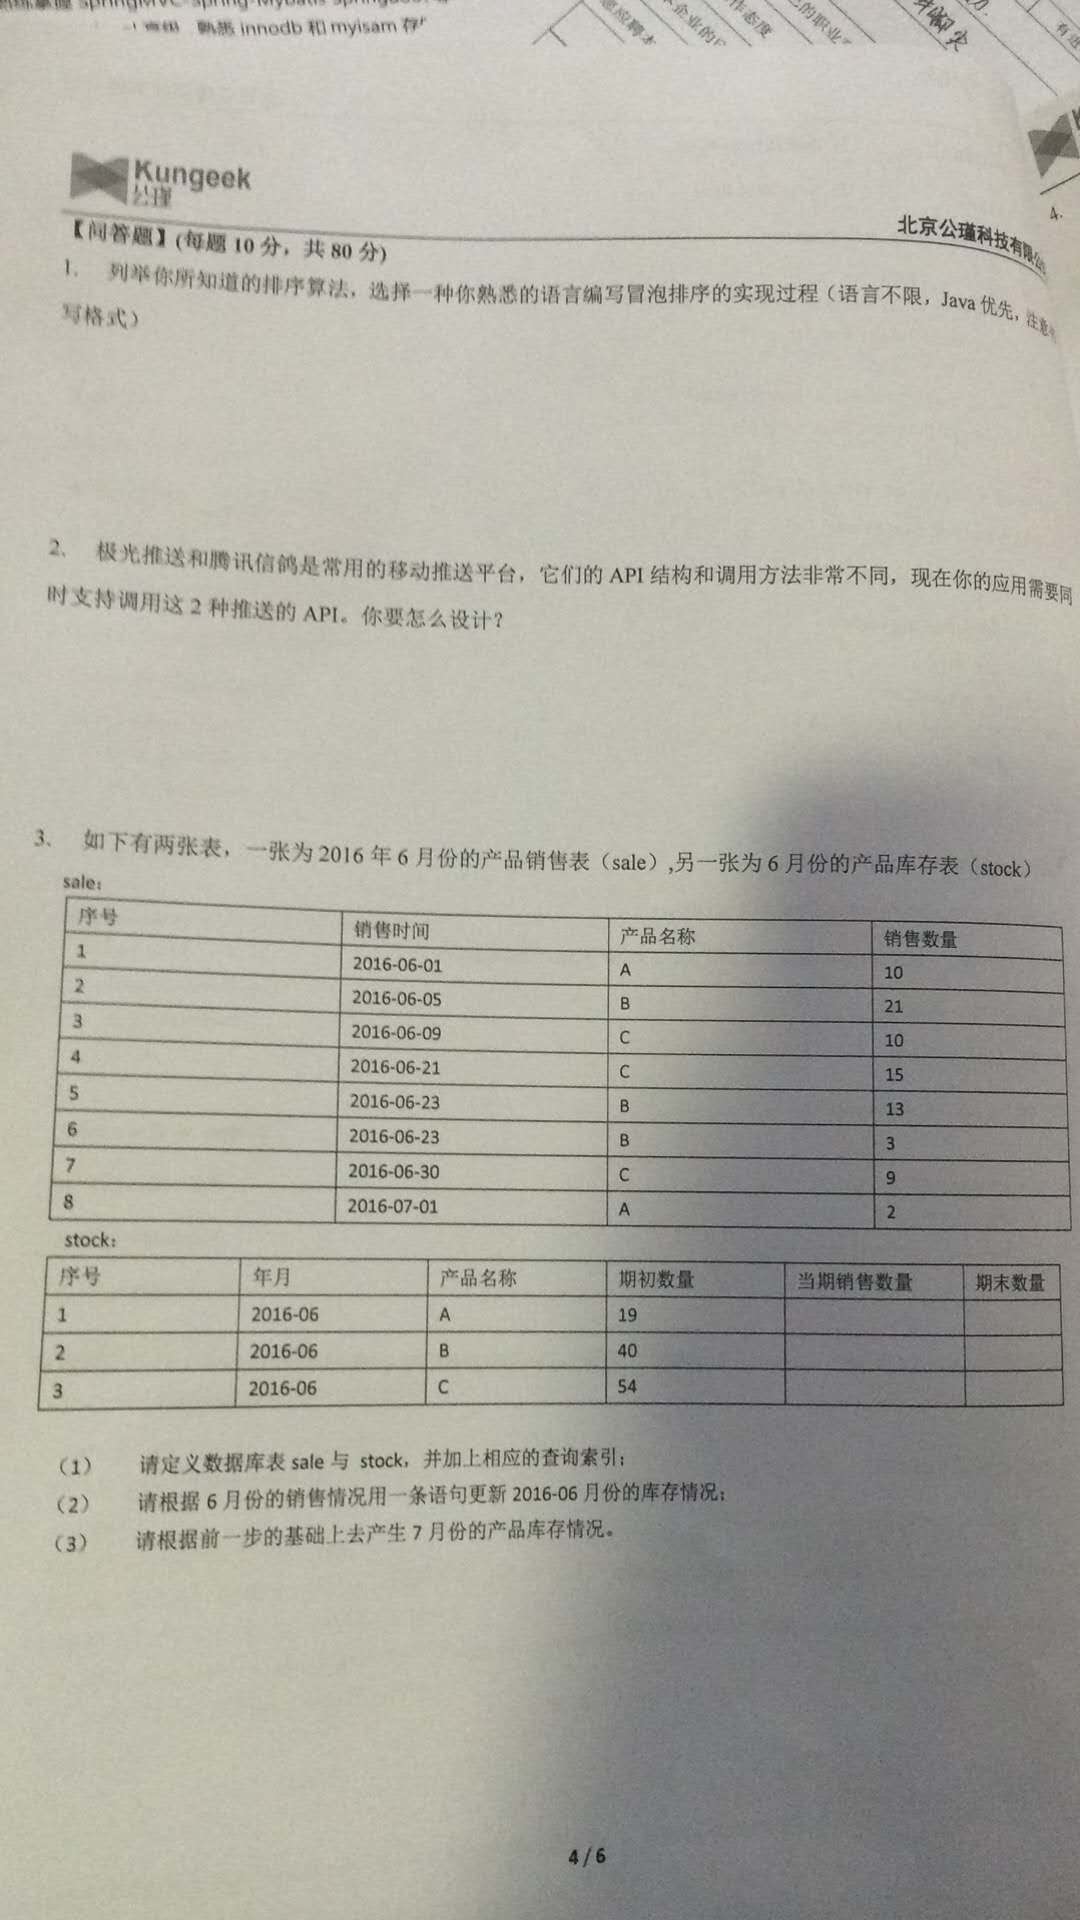 熟悉 innodb 和 myisam 存
Kungeek
公瑾
北京公瑾科技有限公
【问答题】(每题 10 分，共 80 分)
1. 列举你所知道的排序算法，选择一种你熟悉的语言编写冒泡排序的实现过程（语言不限，Java 优先，注意
写格式）
4.
2. 极光推送和腾讯信鸽是常用的移动推送平台，它们的 API 结构和调用方法非常不同，现在你的应用需要同
时支持调用这 2 种推送的 API。你要怎么设计？
3. 如下有两张表，一张为 2016 年 6 月份的产品销售表（sale）,另一张为 6 月份的产品库存表（stock）
sale:
序号 销售时间 产品名称 销售数量
1 2016-06-01 A 10
2 2016-06-05 B 21
3 2016-06-09 C 10
4 2016-06-21 C 15
5 2016-06-23 B 13
6 2016-06-23 B 3
7 2016-06-30 C 9
8 2016-07-01 A 2
stock:
序号 年月 产品名称 期初数量 当期销售数量 期末数量
1 2016-06 A 19
2 2016-06 B 40
3 2016-06 C 54
（1） 请定义数据库表 sale 与 stock，并加上相应的查询索引；
（2） 请根据 6 月份的销售情况用一条语句更新 2016-06 月份的库存情况；
（3） 请根据前一步的基础上去产生 7 月份的产品库存情况。
4 / 6